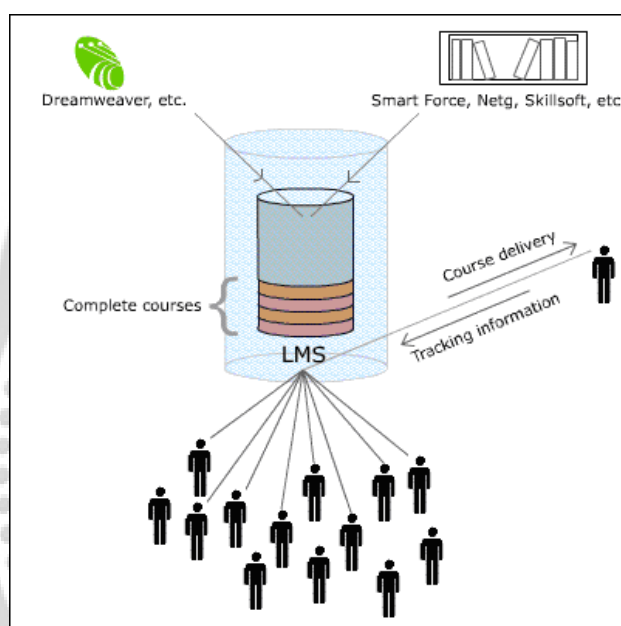 Dreamweaver, etc.
Smart Force, Netg, Skillsoft, etc
Course delivery
Tracking information
Complete courses
LMS